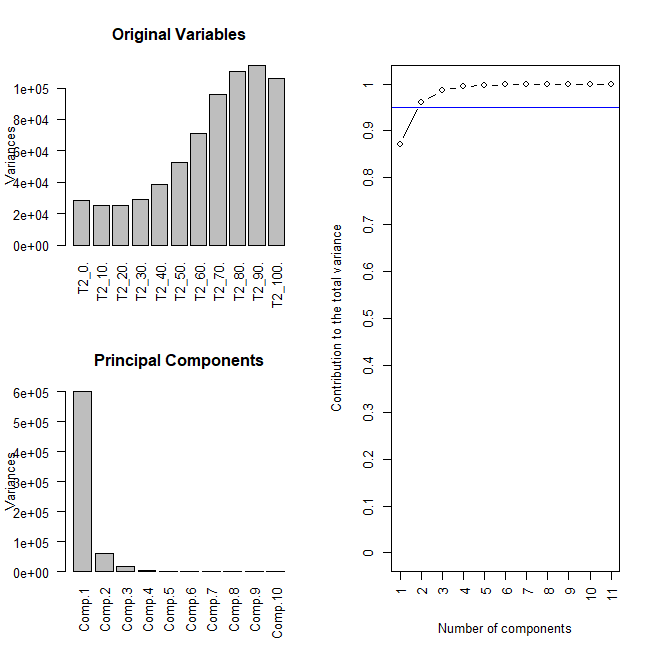 Original Variables
Variances
1e+05
8e+04
6e+04
4e+04
2e+04
0e+00
T2_0.
T2_10.
T2_20.
T2_30.
T2_40.
T2_50.
T2_60.
T2_70.
T2_80.
T2_90.
T2_100.
Principal Components
Variances
6e+05
5e+05
4e+05
3e+05
2e+05
1e+05
0e+00
Comp.1
Comp.2
Comp.3
Comp.4
Comp.5
Comp.6
Comp.7
Comp.8
Comp.9
Comp.10
Contribution to the total variance
1
0.9
0.8
0.7
0.6
0.5
0.4
0.3
0.2
0.1
0
1
2
3
4
5
6
7
8
9
10
11
Number of components